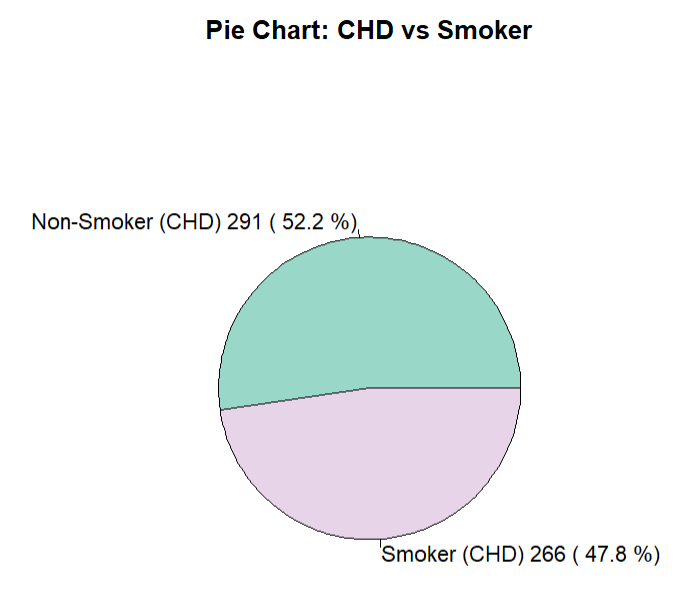 Pie Chart: CHD vs Smoker
Non-Smoker (CHD) 291 ( 52.2 %)
Smoker (CHD) 266 ( 47.8 %)